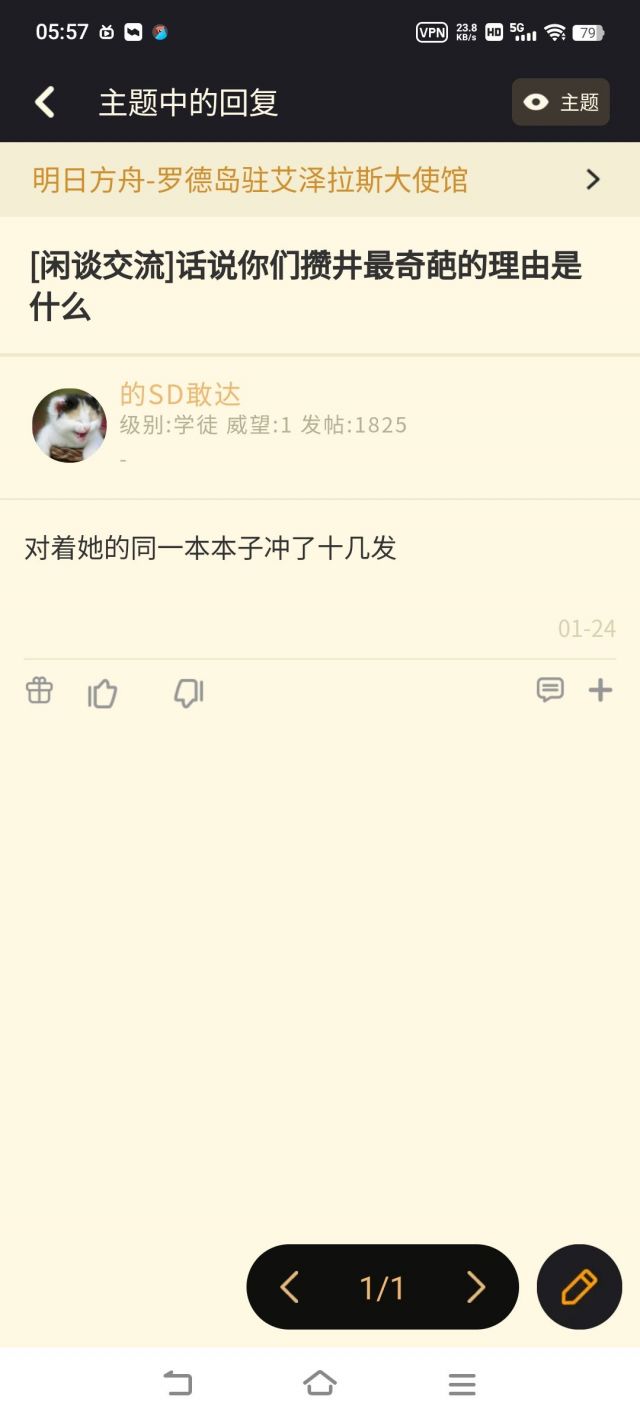 05:57
VPN 23.8 KB/s HD 5G 79
主题中的回复
主题
明日方舟-罗德岛驻艾泽拉斯大使馆
[闲谈交流]话说你们攒井最奇葩的理由是
什么
的SD敢达
级别:学徒 威望:1 发帖:1825
-
对着她的同一本本子冲了十几发
01-24
1/1